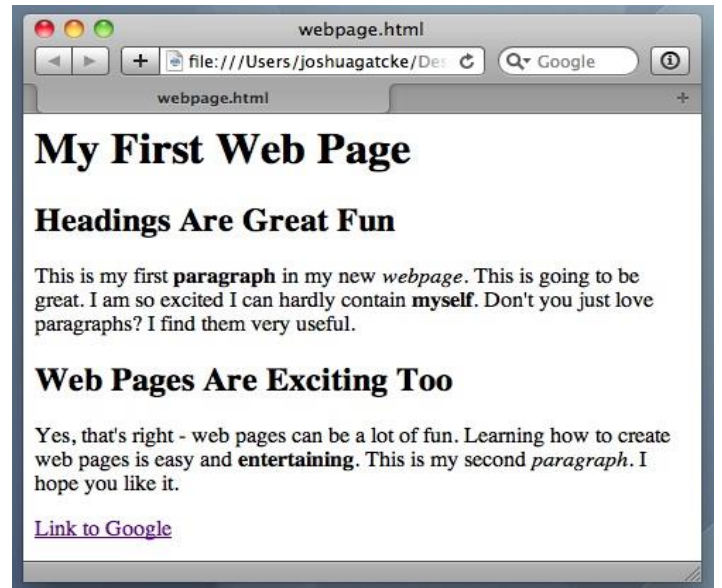 webpage.html
file:///Users/joshuagatcke/Des
Google
webpage.html
My First Web Page
Headings Are Great Fun
This is my first paragraph in my new webpage. This is going to be
great. I am so excited I can hardly contain myself. Don't you just love
paragraphs? I find them very useful.
Web Pages Are Exciting Too
Yes, that's right - web pages can be a lot of fun. Learning how to create
web pages is easy and entertaining. This is my second paragraph. I
hope you like it.
Link to Google